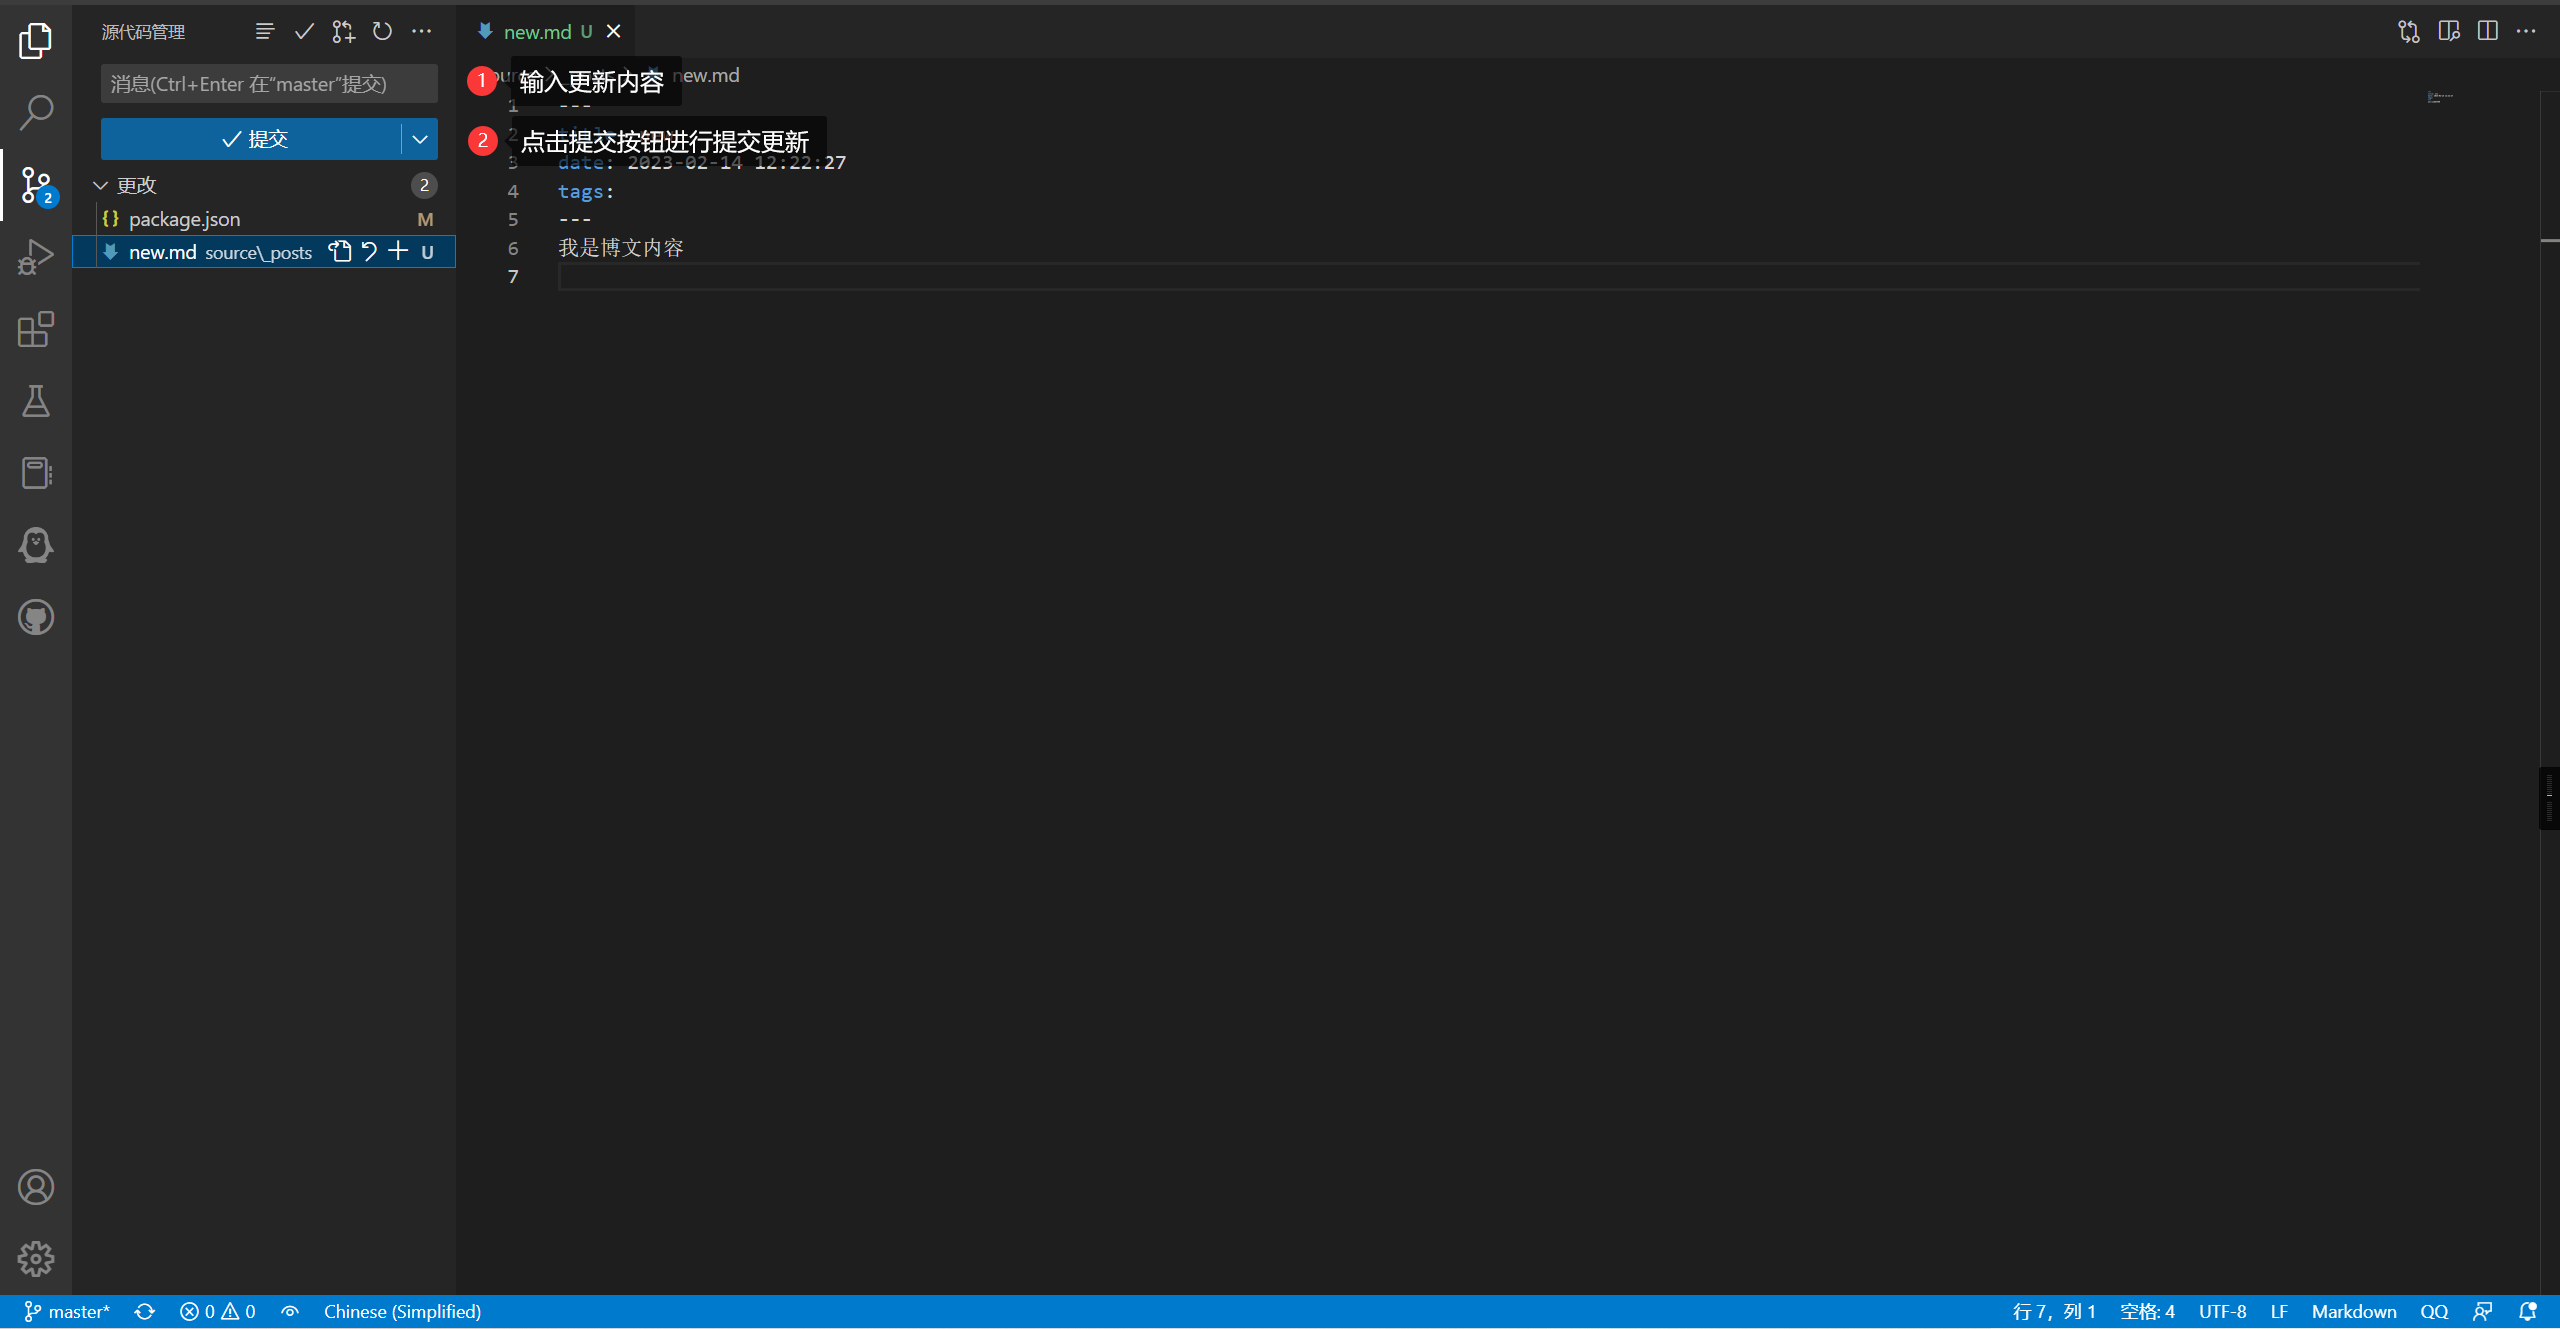 源代码管理
消息(Ctrl+Enter 在“master”提交)
提交
更改 2
package.json M
new.md source\_posts U
2
new.md U
new.md
1 输入更新内容
2 点击提交按钮进行提交更新
1 ---
2
3 date: 2023-02-14 12:22:27
4 tags:
5 ---
6 我是博文内容
7
master* 0 0 Chinese (Simplified) 行 7，列 1 空格: 4 UTF-8 LF Markdown QQ